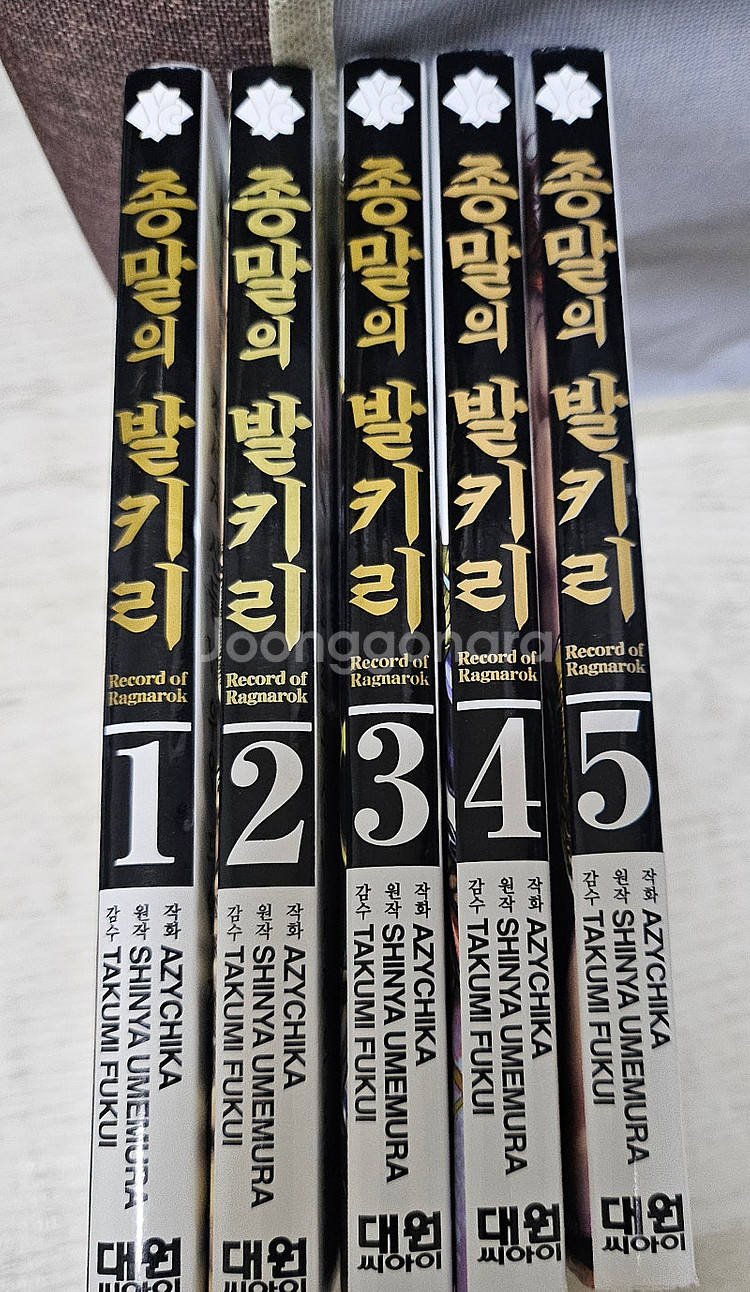 종말의 발키리
Record of
Ragnarok
1
작화 AZYCHIKA
원작 SHINYA UMEMURA
감수 TAKUMI FUKUI
대원
씨아이
종말의 발키리
Record of
Ragnarok
2
작화 AZYCHIKA
원작 SHINYA UMEMURA
감수 TAKUMI FUKUI
대원
씨아이
종말의 발키리
Record of
Ragnarok
3
작화 AZYCHIKA
원작 SHINYA UMEMURA
감수 TAKUMI FUKUI
대원
씨아이
종말의 발키리
Record of
Ragnarok
4
작화 AZYCHIKA
원작 SHINYA UMEMURA
감수 TAKUMI FUKUI
대원
씨아이
종말의 발키리
Record of
Ragnarok
5
작화 AZYCHIKA
원작 SHINYA UMEMURA
감수 TAKUMI FUKUI
대원
씨아이
Joonggonara